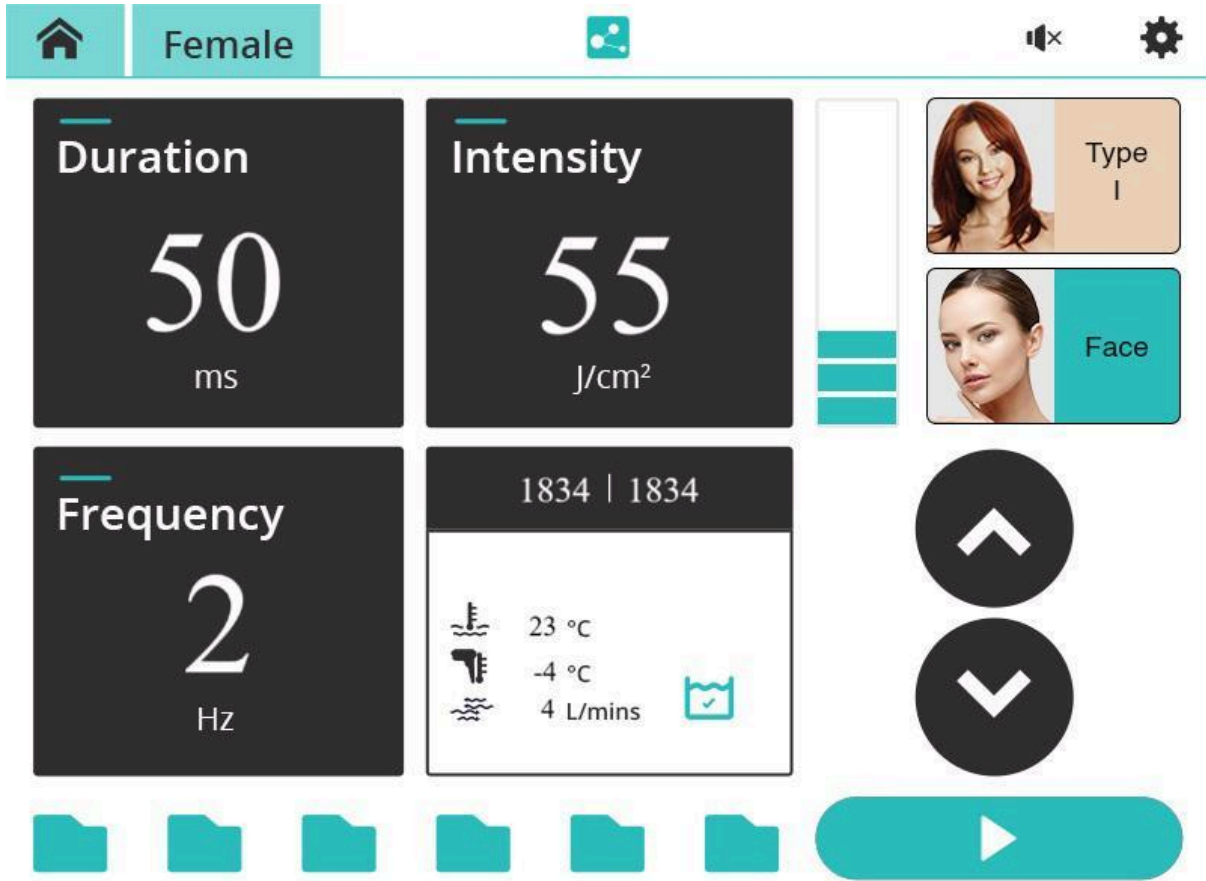 Female
Duration
50
ms
Intensity
55
J/cm²
Type
I
Face
Frequency
2
Hz
1834 | 1834
23 °C
-4 °C
4 L/mins